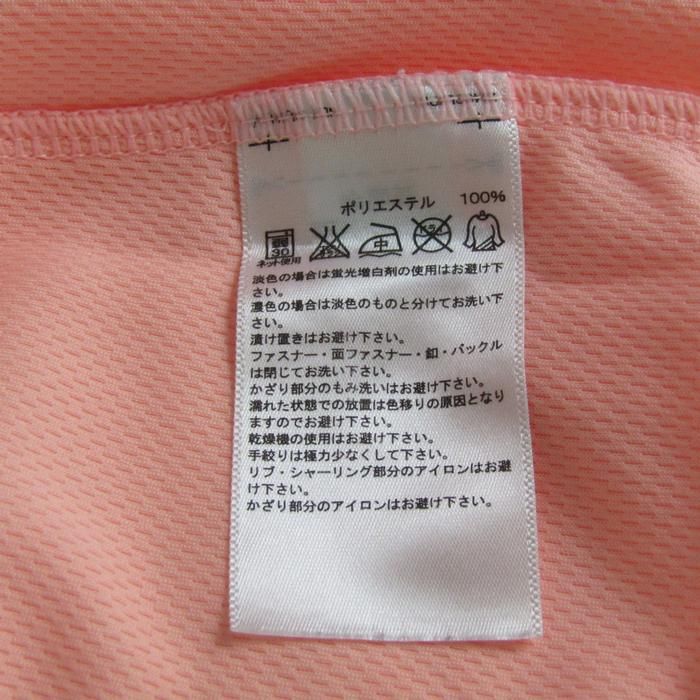 ポリエステル 100%
30 中 ドライ
ネット使用
淡色の場合は蛍光増白剤の使用はお避け下
さい。
濃色の場合は淡色のものと分けてお洗い下
さい。
漬け置きはお避け下さい。
ファスナー・面ファスナー・釦・バックル
は閉じてお洗い下さい。
かざり部分のもみ洗いはお避け下さい。
濡れた状態での放置は色移りの原因となり
ますのでお避け下さい。
乾燥機の使用はお避け下さい。
手絞りは極力少なくして下さい。
リブ・シャーリング部分のアイロンはお避
け下さい。
かざり部分のアイロンはお避け下さい。